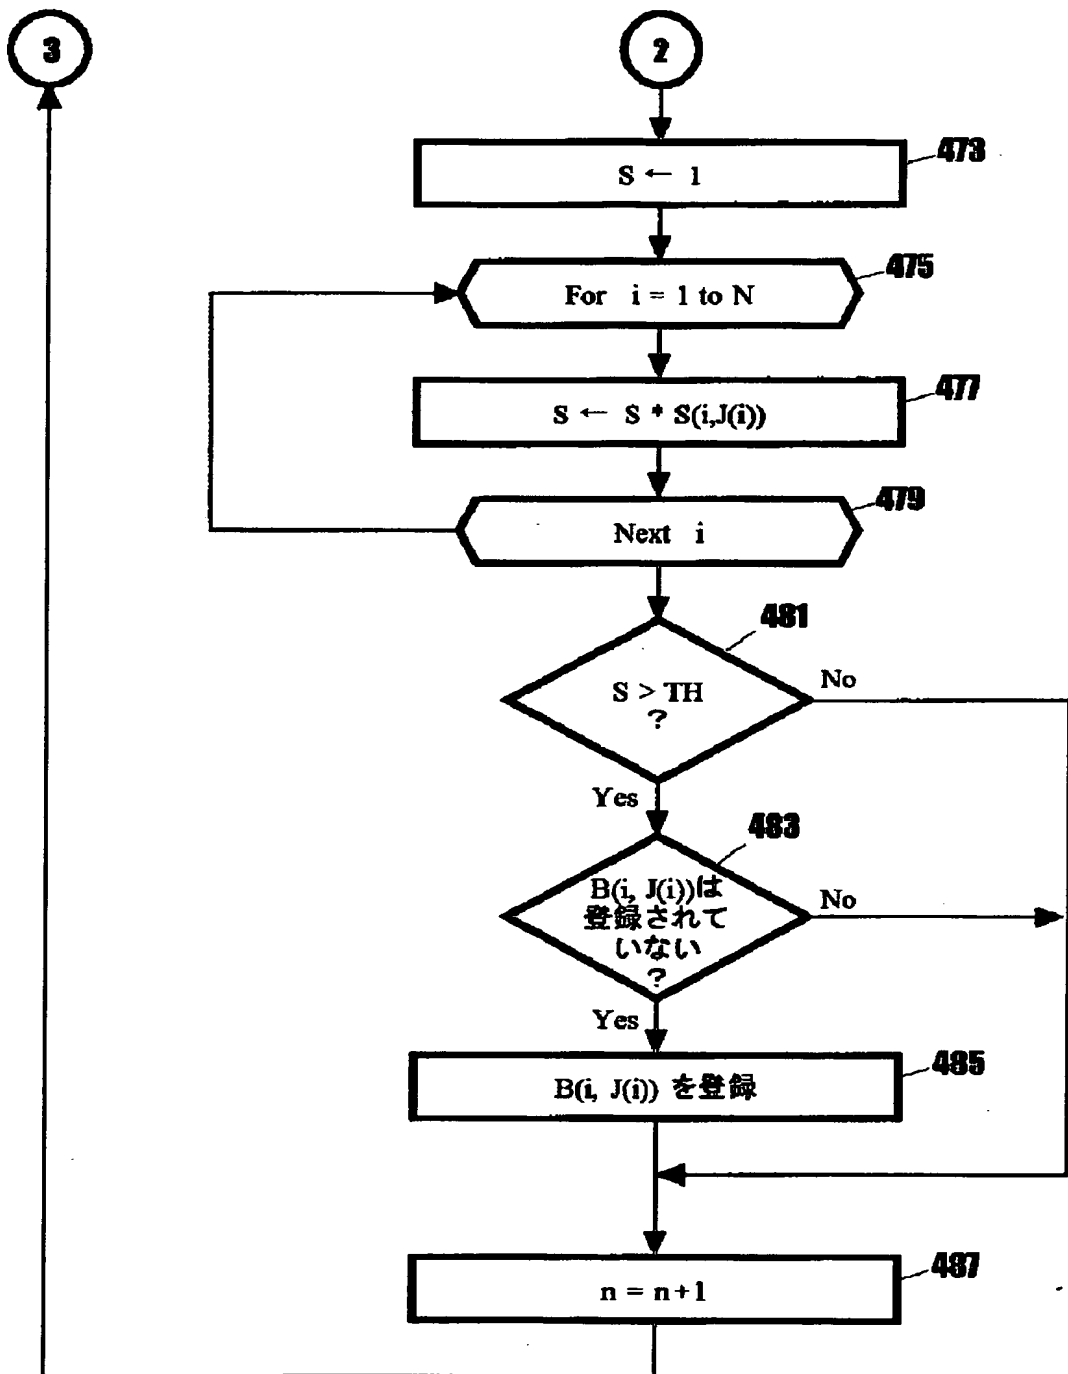 3
2
473
S ← 1
475
For i = 1 to N
477
S ← S * S(i,J(i))
479
Next i
481
S > TH
?
No
Yes
483
B(i, J(i))は
登録されて
いない
?
No
Yes
485
B(i, J(i)) を登録
487
n = n+1